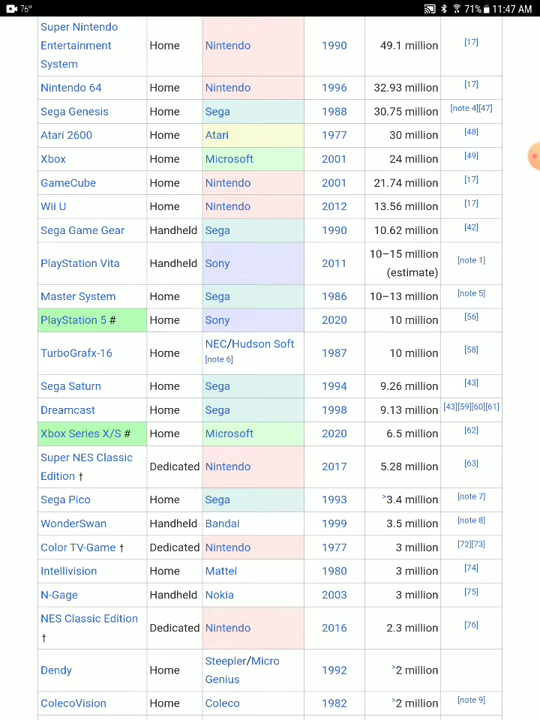 76° 71% 11:47 AM
Super Nintendo
Entertainment
System Home Nintendo 1990 49.1 million [17]
Nintendo 64 Home Nintendo 1996 32.93 million [17]
Sega Genesis Home Sega 1988 30.75 million [note 4][47]
Atari 2600 Home Atari 1977 30 million [48]
Xbox Home Microsoft 2001 24 million [49]
GameCube Home Nintendo 2001 21.74 million [17]
Wii U Home Nintendo 2012 13.56 million [17]
Sega Game Gear Handheld Sega 1990 10.62 million [42]
PlayStation Vita Handheld Sony 2011 10–15 million
(estimate) [note 1]
Master System Home Sega 1986 10–13 million [note 5]
PlayStation 5 # Home Sony 2020 10 million [56]
TurboGrafx-16 Home NEC/Hudson Soft
[note 6] 1987 10 million [58]
Sega Saturn Home Sega 1994 9.26 million [43]
Dreamcast Home Sega 1998 9.13 million [43][59][60][61]
Xbox Series X/S # Home Microsoft 2020 6.5 million [62]
Super NES Classic
Edition † Dedicated Nintendo 2017 5.28 million [63]
Sega Pico Home Sega 1993 >3.4 million [note 7]
WonderSwan Handheld Bandai 1999 3.5 million [note 8]
Color TV-Game † Dedicated Nintendo 1977 3 million [72][73]
Intellivision Home Mattel 1980 3 million [74]
N-Gage Handheld Nokia 2003 3 million [75]
NES Classic Edition
† Dedicated Nintendo 2016 2.3 million [76]
Dendy Home Steepler/Micro
Genius 1992 >2 million
ColecoVision Home Coleco 1982 >2 million [note 9]